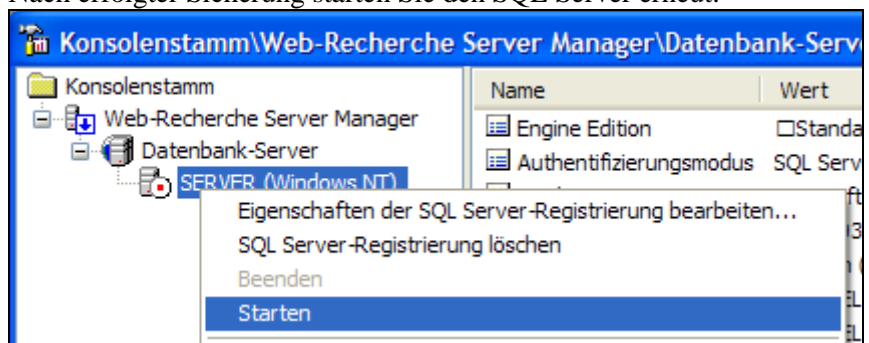 Nach erfolgter Sicherung starten Sie den SQL Server erneut.
Konsolenstamm\Web-Recherche Server Manager\Datenbank-Serv
Konsolenstamm
Web-Recherche Server Manager
Datenbank-Server
SERVER (Windows NT)
Name Wert
Engine Edition □Standa
Authentifizierungsmodus SQL Serv
Eigenschaften der SQL Server-Registrierung bearbeiten...
SQL Server-Registrierung löschen
Beenden
Starten